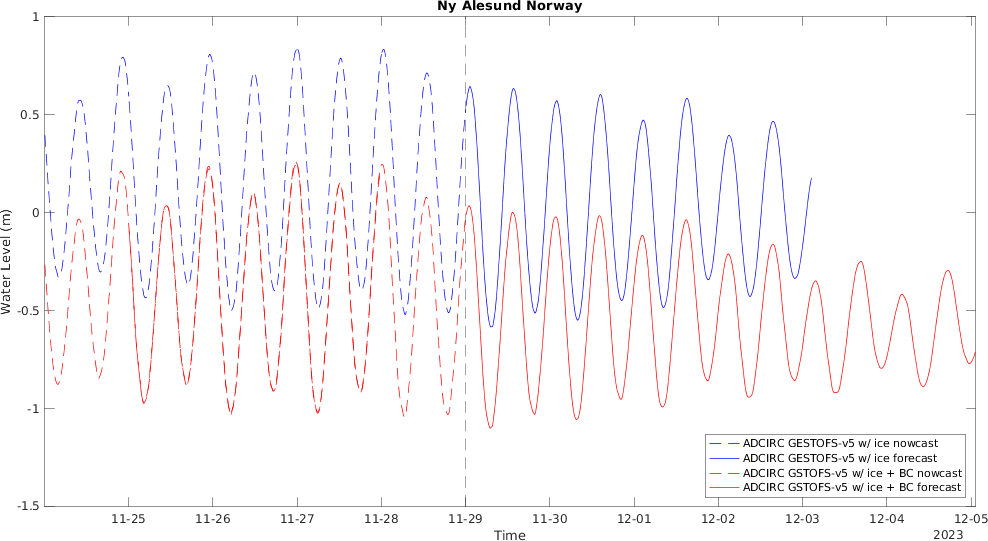 Ny Alesund Norway
1
0.5
0
-0.5
-1
-1.5
Water Level (m)
ADCIRC GESTOFS-v5 w/ ice nowcast
ADCIRC GESTOFS-v5 w/ ice forecast
ADCIRC GSTOFS-v5 w/ ice + BC nowcast
ADCIRC GSTOFS-v5 w/ ice + BC forecast
11-25 11-26 11-27 11-28 11-29 11-30 12-01 12-02 12-03 12-04 12-05
Time
2023